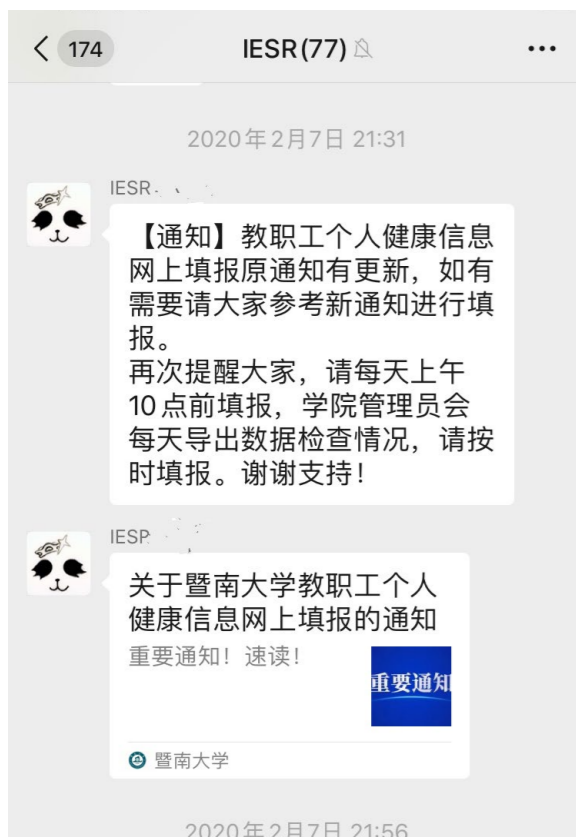 174
IESR(77)
2020年2月7日 21:31
IESR
【通知】教职工个人健康信息
网上填报原通知有更新，如有
需要请大家参考新通知进行填
报。
再次提醒大家，请每天上午
10点前填报，学院管理员会
每天导出数据检查情况，请按
时填报。谢谢支持！
关于暨南大学教职工个人
健康信息网上填报的通知
重要通知！速读！
重要通知
暨南大学
2020年2月7日 21:56